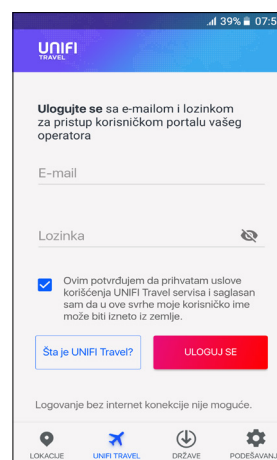 39% 07:5
UNIFI
TRAVEL
Ulogujte se sa e-mailom i lozinkom
za pristup korisničkom portalu vašeg
operatora
E-mail
Lozinka
Ovim potvrđujem da prihvatam uslove
korišćenja UNIFI Travel servisa i saglasan
sam da u ove svrhe moje korisničko ime
može biti izneto iz zemlje.
Šta je UNIFI Travel? ULOGUJ SE
Logovanje bez internet konekcije nije moguće.
LOKACIJE UNIFI TRAVEL DRŽAVE PODEŠAVANJ